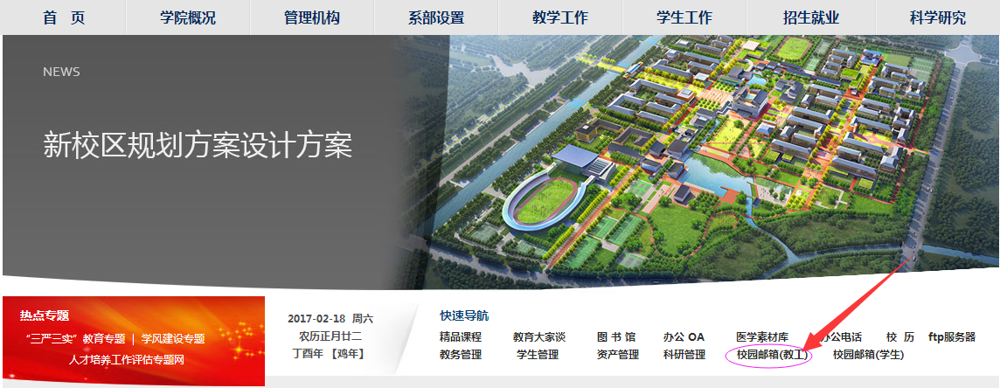 首 页 学院概况 管理机构 系部设置 教学工作 学生工作 招生就业 科学研究
NEWS
新校区规划方案设计方案
热点专题
“三严三实”教育专题 | 学风建设专题
人才培养工作评估专题网
2017-02-18 周六
农历正月廿二
丁酉年 【鸡年】
快速导航
精品课程 教育大家谈 图 书 馆 办公 OA 医学素材库 办公电话 校 历 ftp服务器
教务管理 学生管理 资产管理 科研管理 校园邮箱(教工) 校园邮箱(学生)